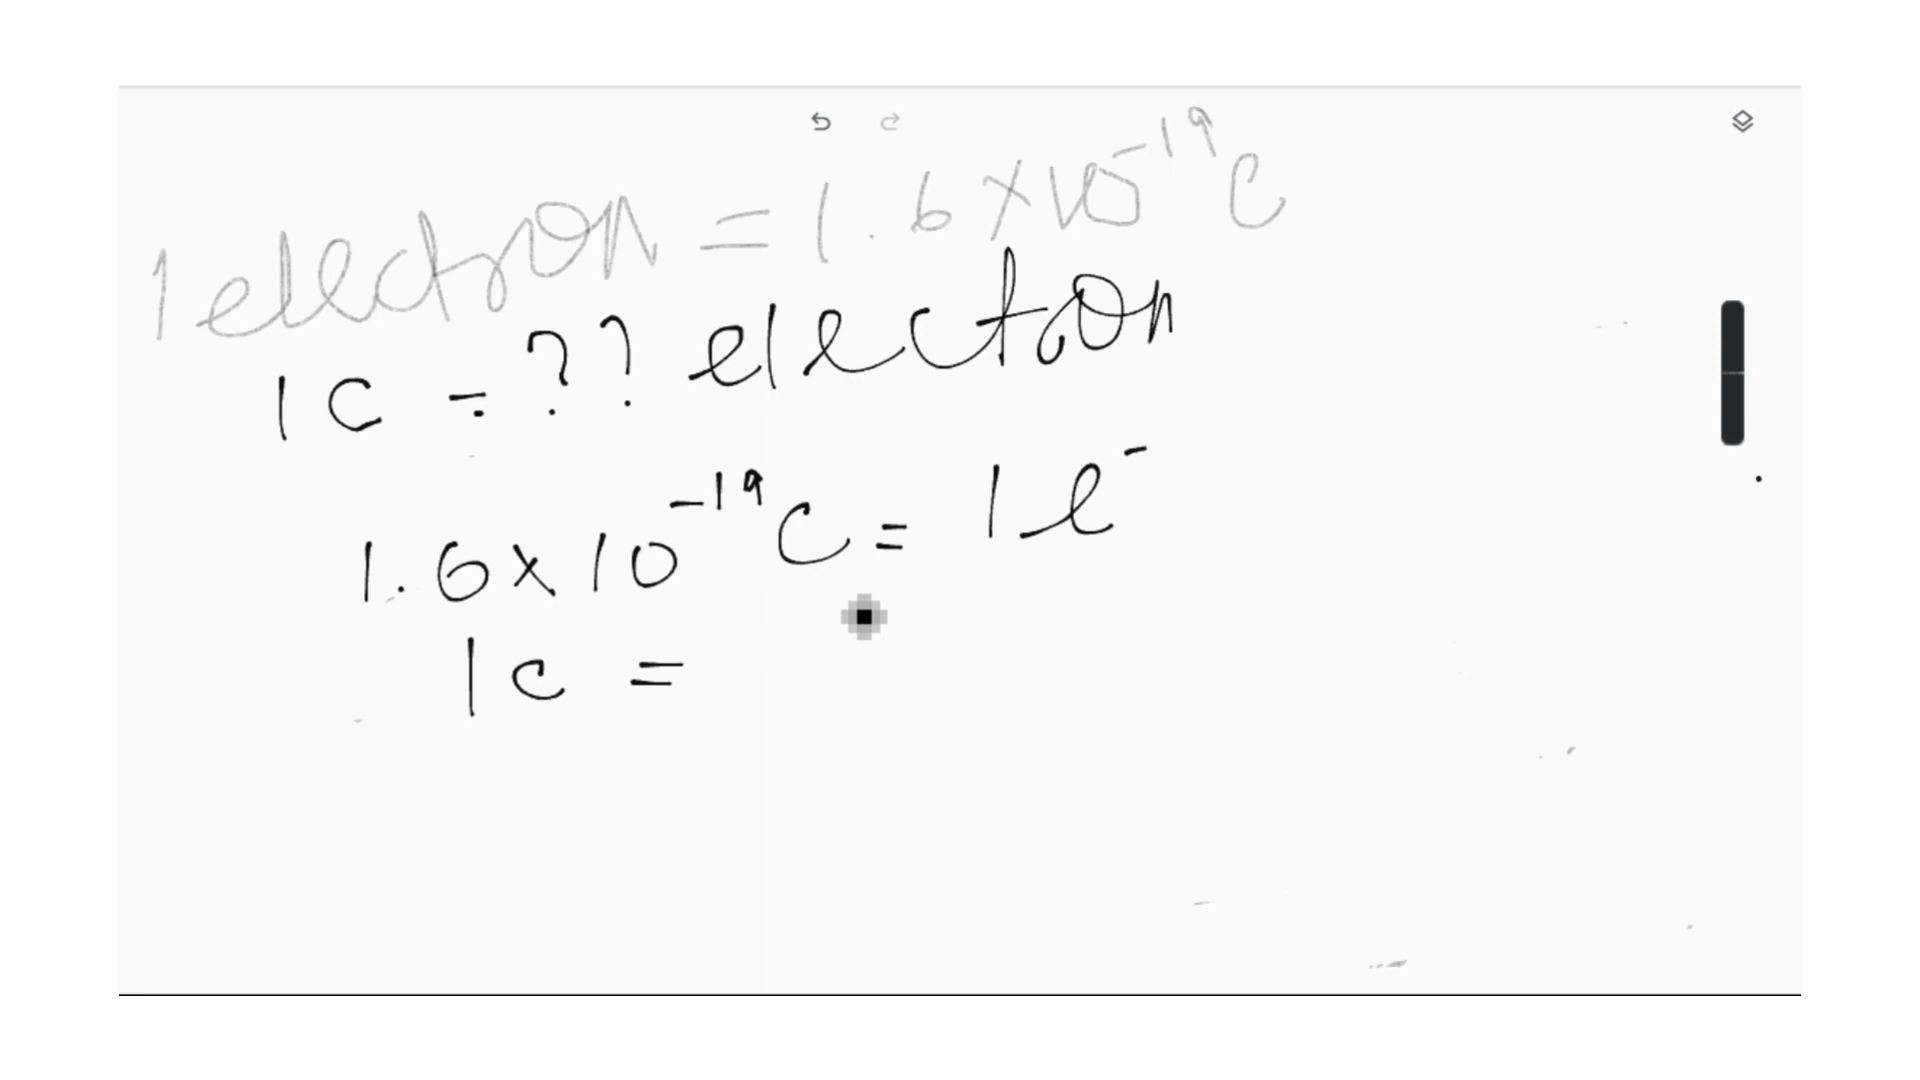 1 electron = 1.6 × 10⁻¹⁹ C
1 C = ?? electron
1.6 × 10⁻¹⁹ C = 1 e⁻
1 C =